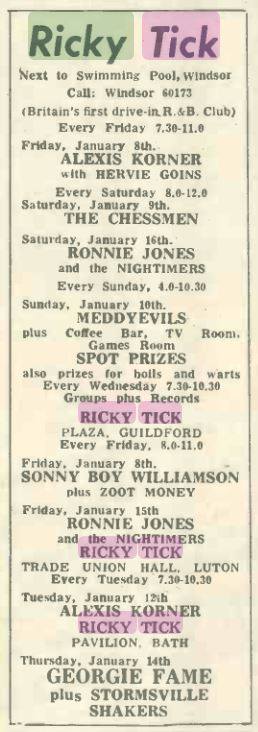 Ricky Tick
Next to Swimming Pool, Windsor
Call: Windsor 60173
(Britain's first drive-in R.&B. Club)
Every Friday 7.30-11.0
Friday, January 8th.
ALEXIS KORNER
with HERVIE GOINS
Every Saturday 8.0-12.0
Saturday, January 9th.
THE CHESSMEN
Saturday, January 16th.
RONNIE JONES
and the NIGHTIMERS
Every Sunday, 4.0-10.30
Sunday, January 10th.
MEDDYEVILS
plus Coffee Bar, TV Room.
Games Room
SPOT PRIZES
also prizes for boils and warts
Every Wednesday 7.30-10.30
Groups plus Records
RICKY TICK
PLAZA, GUILDFORD
Every Friday, 8.0-11.0
Friday, January 8th.
SONNY BOY WILLIAMSON
plus ZOOT MONEY
Friday, January 15th
RONNIE JONES
and the NIGHTIMERS
RICKY TICK
TRADE UNION HALL, LUTON
Every Tuesday 7.30-10.30
Tuesday, January 12th
ALEXIS KORNER
RICKY TICK
PAVILION, BATH
Thursday, January 14th
GEORGIE FAME
plus STORMSVILLE
SHAKERS